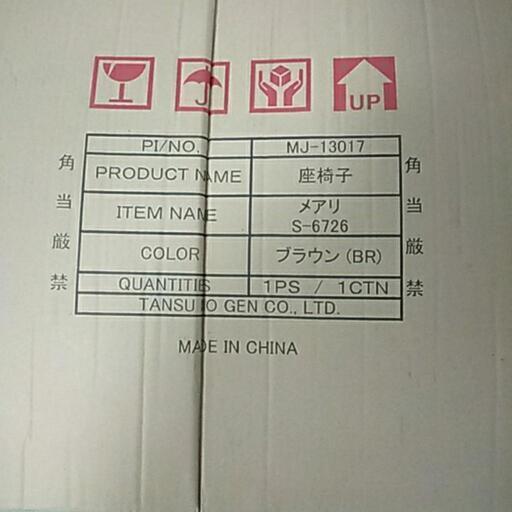 UP
PI/NO. MJ-13017
PRODUCT NAME 座椅子
ITEM NAME メアリ
S-6726
COLOR ブラウン(BR)
QUANTITIES 1PS / 1CTN
TANSU NO GEN CO., LTD.
角当厳禁
角当厳禁
MADE IN CHINA